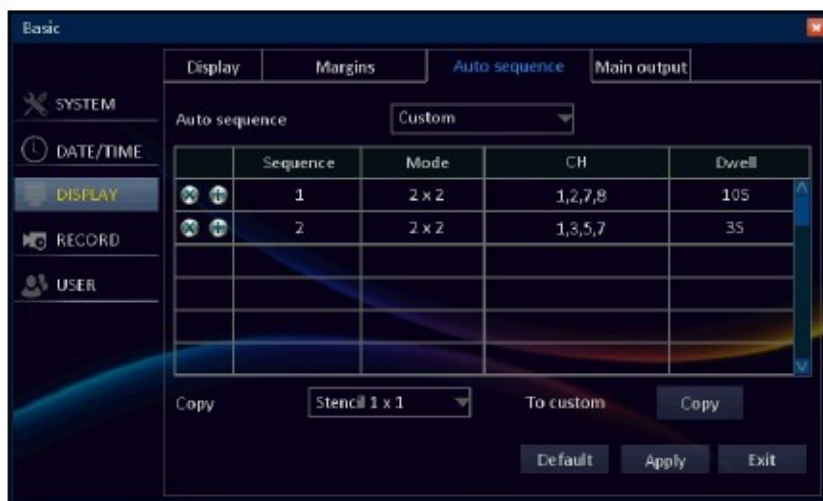 Basic
Display Margins Auto sequence Main output
SYSTEM
DATE/TIME
DISPLAY
RECORD
USER
Auto sequence Custom
Sequence Mode CH Dwell
1 2 x 2 1,2,7,8 10S
2 2 x 2 1,3,5,7 3S
Copy Stencil 1 x 1 To custom Copy
Default Apply Exit